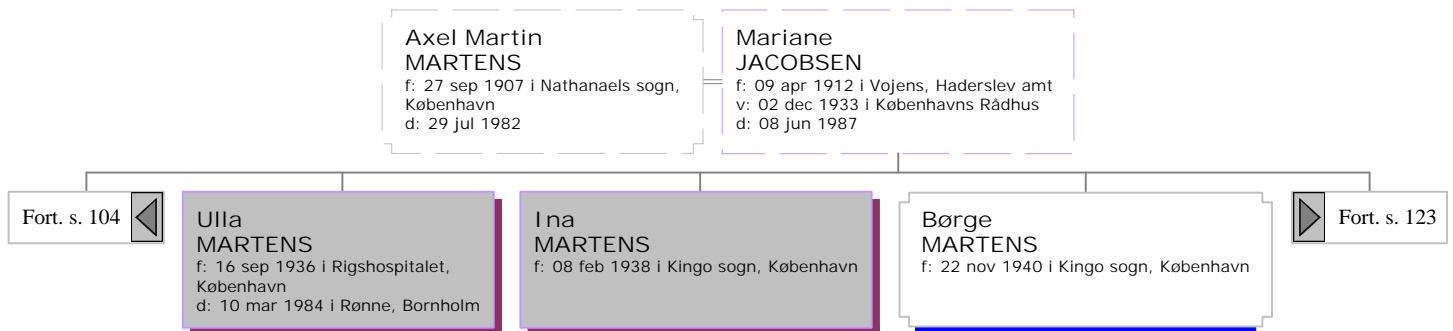 Axel Martin
MARTENS
f: 27 sep 1907 i Nathanaels sogn,
København
d: 29 jul 1982
Mariane
JACOBSEN
f: 09 apr 1912 i Vojens, Haderslev amt
v: 02 dec 1933 i Københavns Rådhus
d: 08 jun 1987
Fort. s. 104
Ulla
MARTENS
f: 16 sep 1936 i Rigshospitalet,
København
d: 10 mar 1984 i Rønne, Bornholm
Ina
MARTENS
f: 08 feb 1938 i Kingo sogn, København
Børge
MARTENS
f: 22 nov 1940 i Kingo sogn, København
Fort. s. 123